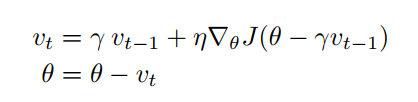 v_t = γ v_{t−1} + η∇_θ J(θ − γv_{t−1})
θ = θ − v_t